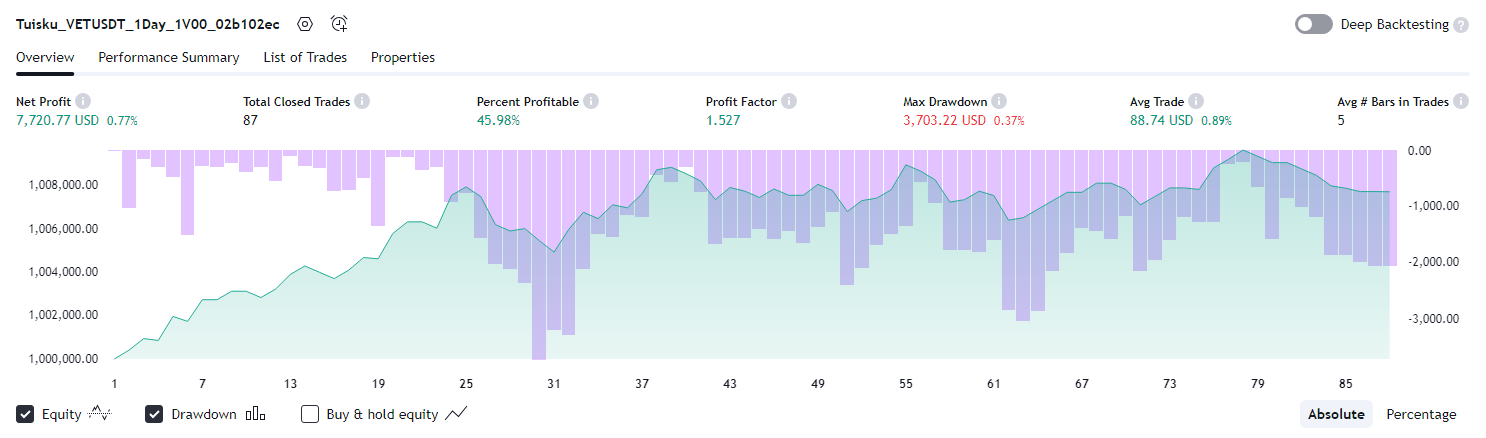 Tuisku_VETUSDT_1Day_1V00_02b102ec Deep Backtesting ?
Overview Performance Summary List of Trades Properties
Net Profit Total Closed Trades Percent Profitable Profit Factor Max Drawdown Avg Trade Avg # Bars in Trades
7,720.77 USD 0.77% 87 45.98% 1.527 3,703.22 USD 0.37% 88.74 USD 0.89% 5
0.00
1,008,000.00
-1,000.00
1,006,000.00
-2,000.00
1,004,000.00
1,002,000.00
-3,000.00
1,000,000.00
1 7 13 19 25 31 37 43 49 55 61 67 73 79 85
Equity Drawdown Buy & hold equity Absolute Percentage